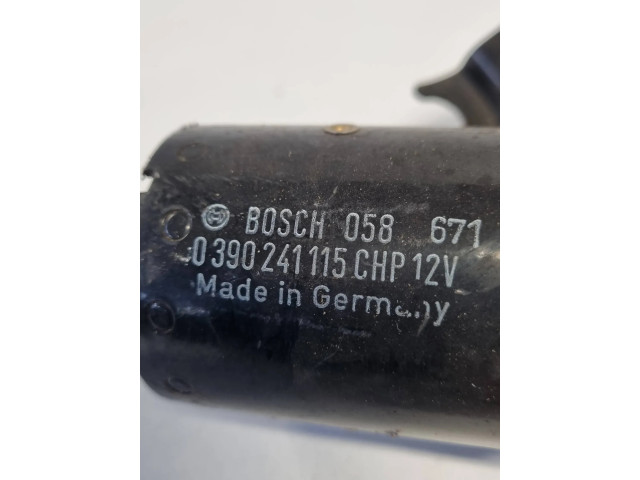 BOSCH 058 671
0 390 241 115 CHP 12V
Made in Germany